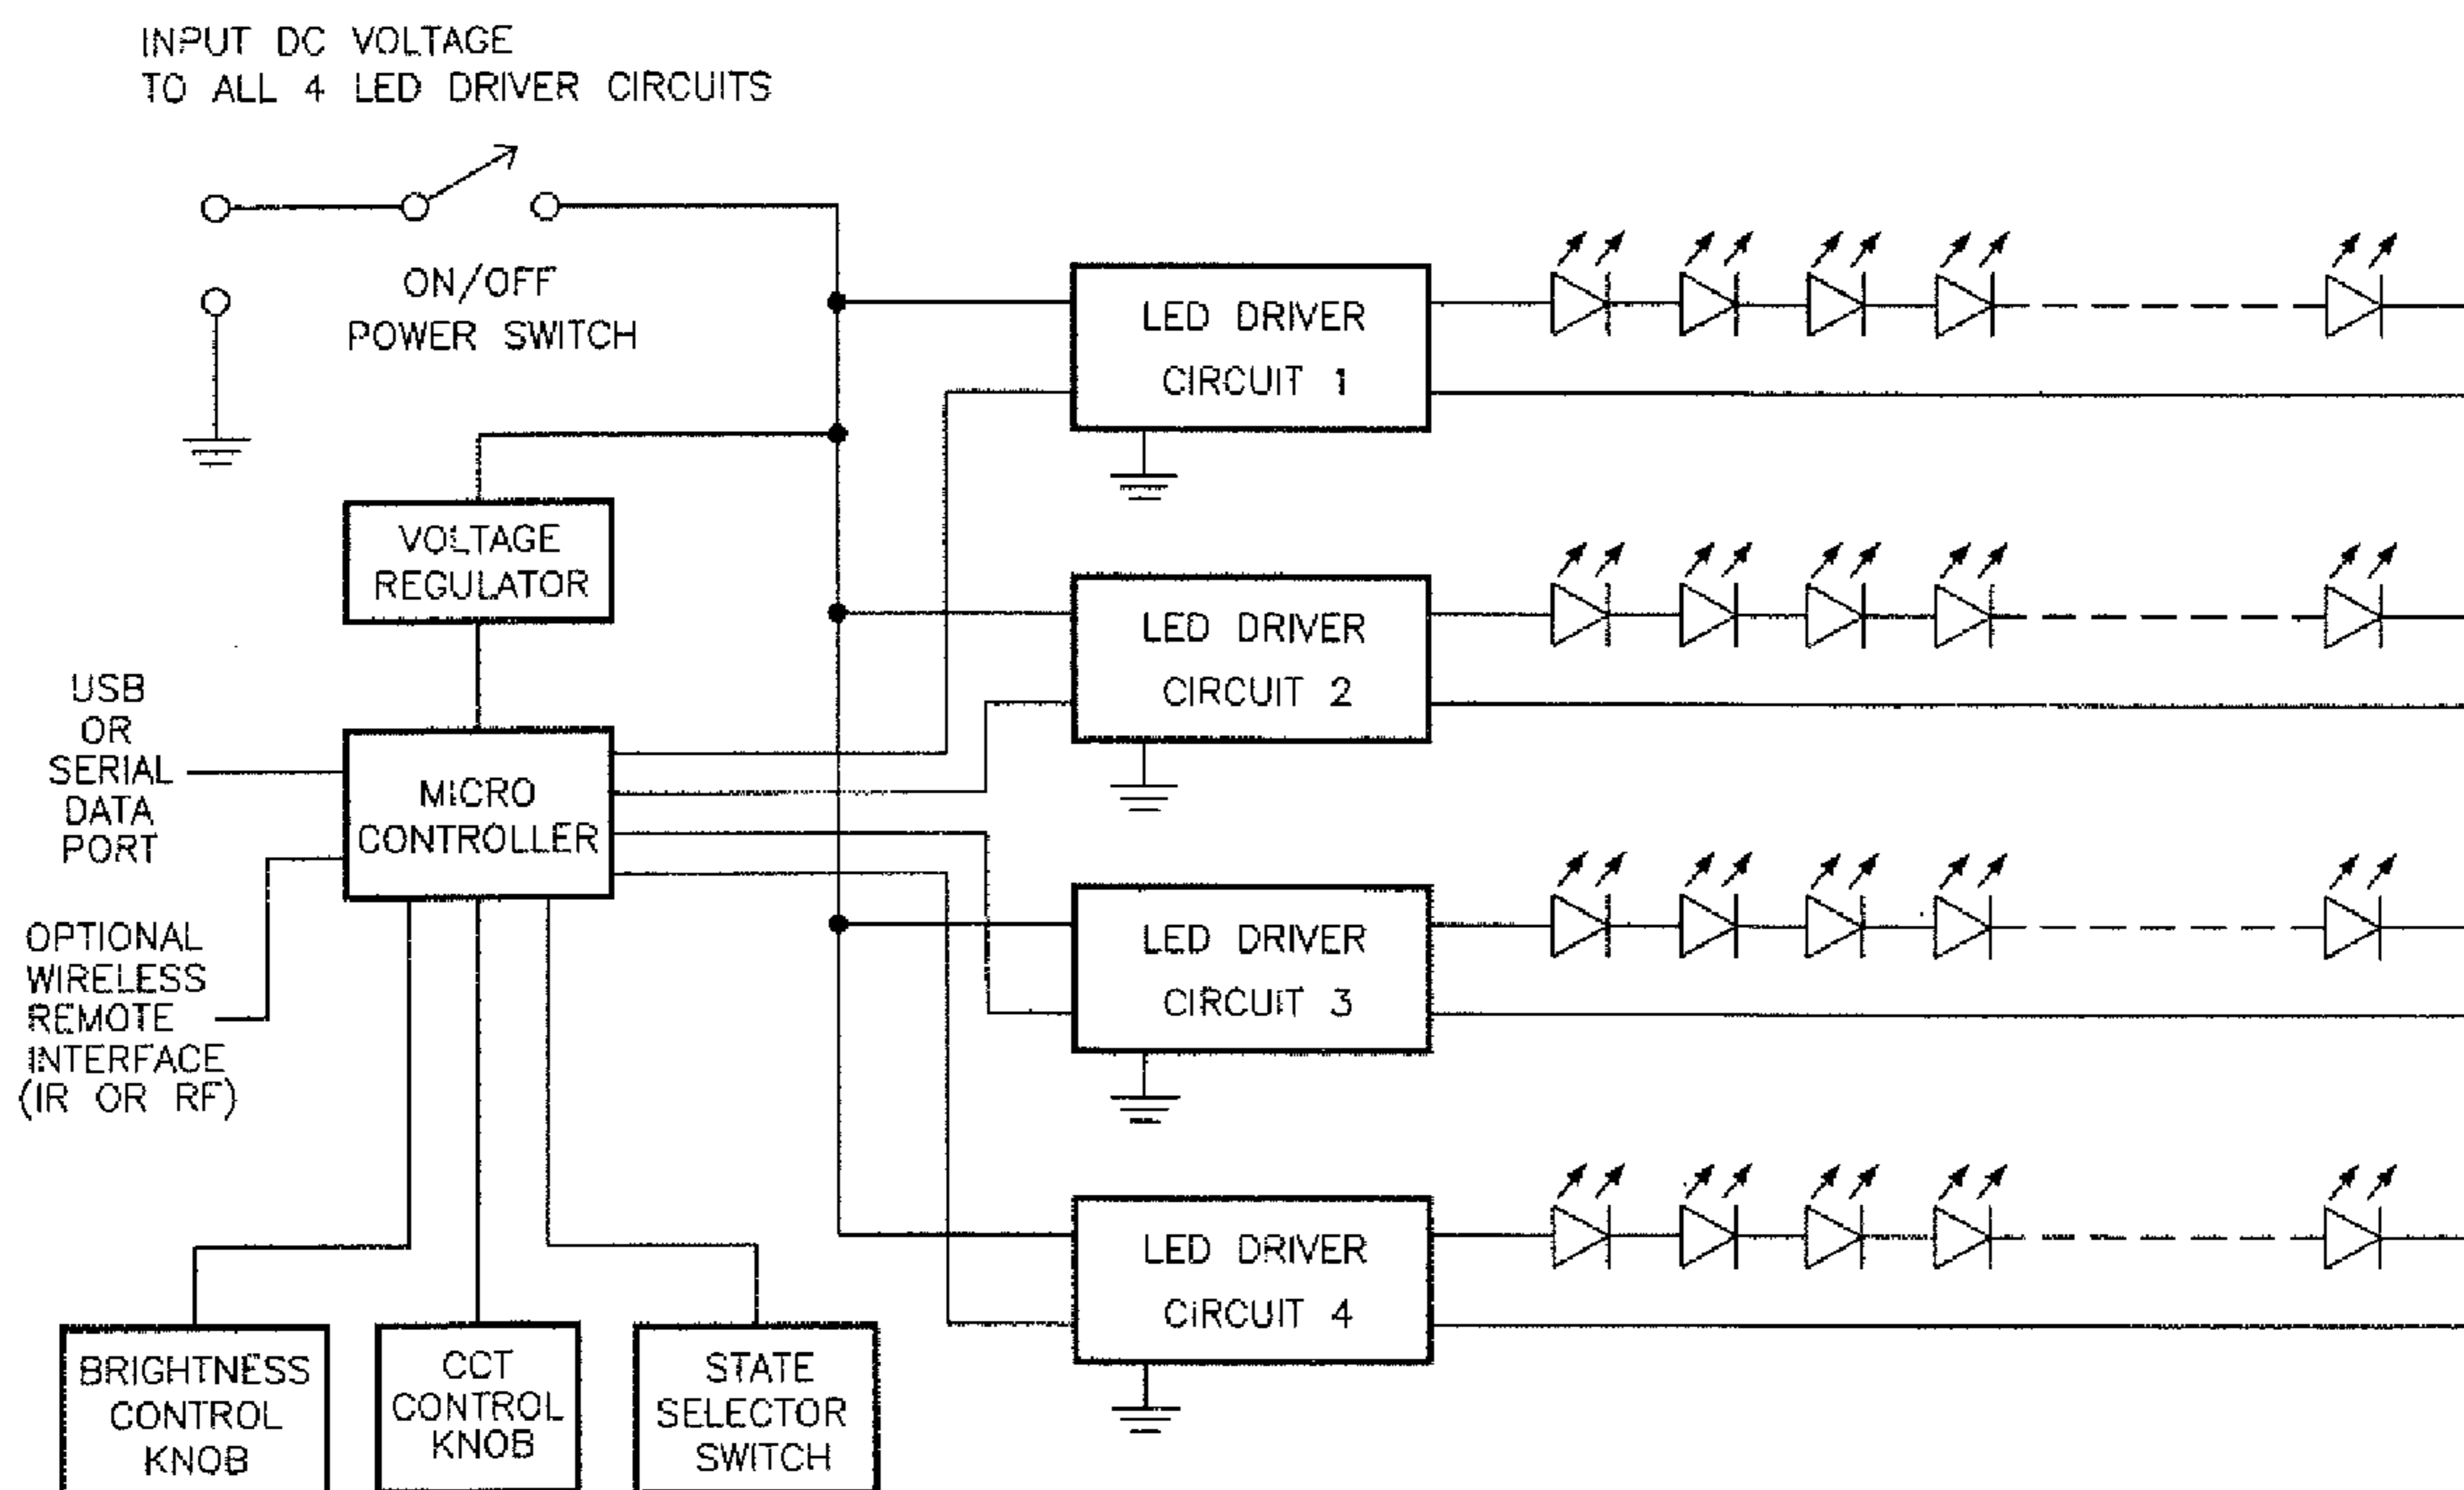 INPUT DC VOLTAGE
TO ALL 4 LED DRIVER CIRCUITS
ON/OFF
POWER SWITCH
LED DRIVER
CIRCUIT 1
VOLTAGE
REGULATOR
LED DRIVER
CIRCUIT 2
USB
OR
SERIAL
DATA
PORT
MICRO
CONTROLLER
OPTIONAL
WIRELESS
REMOTE
INTERFACE
(IR OR RF)
LED DRIVER
CIRCUIT 3
LED DRIVER
CIRCUIT 4
BRIGHTNESS
CONTROL
KNOB
CCT
CONTROL
KNOB
STATE
SELECTOR
SWITCH